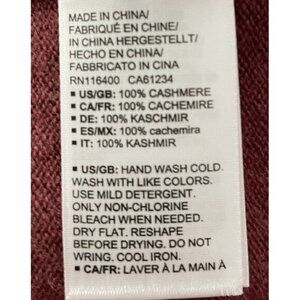 MADE IN CHINA/
FABRIQUÉ EN CHINE/
IN CHINA HERGESTELLT/
HECHO EN CHINA/
FABBRICATO IN CINA
RN116400 CA61234
▪ US/GB: 100% CASHMERE
▪ CA/FR: 100% CACHEMIRE
▪ DE: 100% KASCHMIR
▪ ES/MX: 100% cachemira
▪ IT: 100% KASHMIR
▪ US/GB: HAND WASH COLD.
WASH WITH LIKE COLORS.
USE MILD DETERGENT.
ONLY NON-CHLORINE
BLEACH WHEN NEEDED.
DRY FLAT. RESHAPE
BEFORE DRYING. DO NOT
WRING. COOL IRON.
▪ CA/FR: LAVER À LA MAIN À